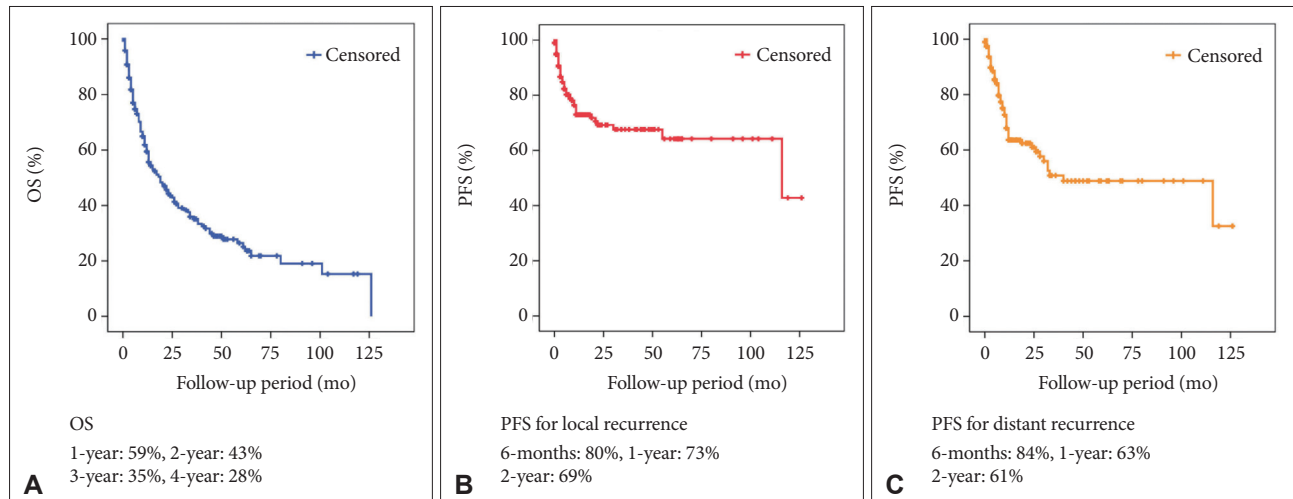 100
80
60
40
20
0
OS (%)
Censored
0 25 50 75 100 125
Follow-up period (mo)
OS
1-year: 59%, 2-year: 43%
3-year: 35%, 4-year: 28%
A
100
80
60
40
20
0
PFS (%)
Censored
0 25 50 75 100 125
Follow-up period (mo)
PFS for local recurrence
6-months: 80%, 1-year: 73%
2-year: 69%
B
100
80
60
40
20
0
PFS (%)
Censored
0 25 50 75 100 125
Follow-up period (mo)
PFS for distant recurrence
6-months: 84%, 1-year: 63%
2-year: 61%
C